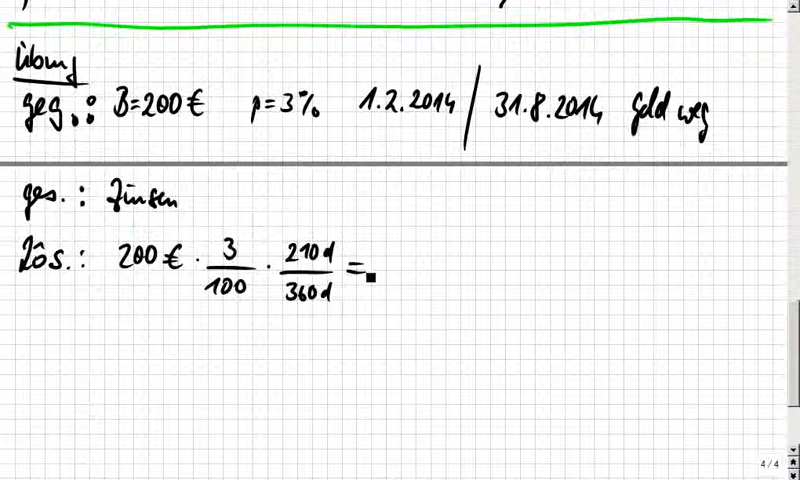 Übung
geg.: B=200€ p=3% 1.2.2014 / 31.8.2014 Geld weg
ges.: Zinsen
Lös.: 200€ · 3/100 · 210d/360d =
4/4